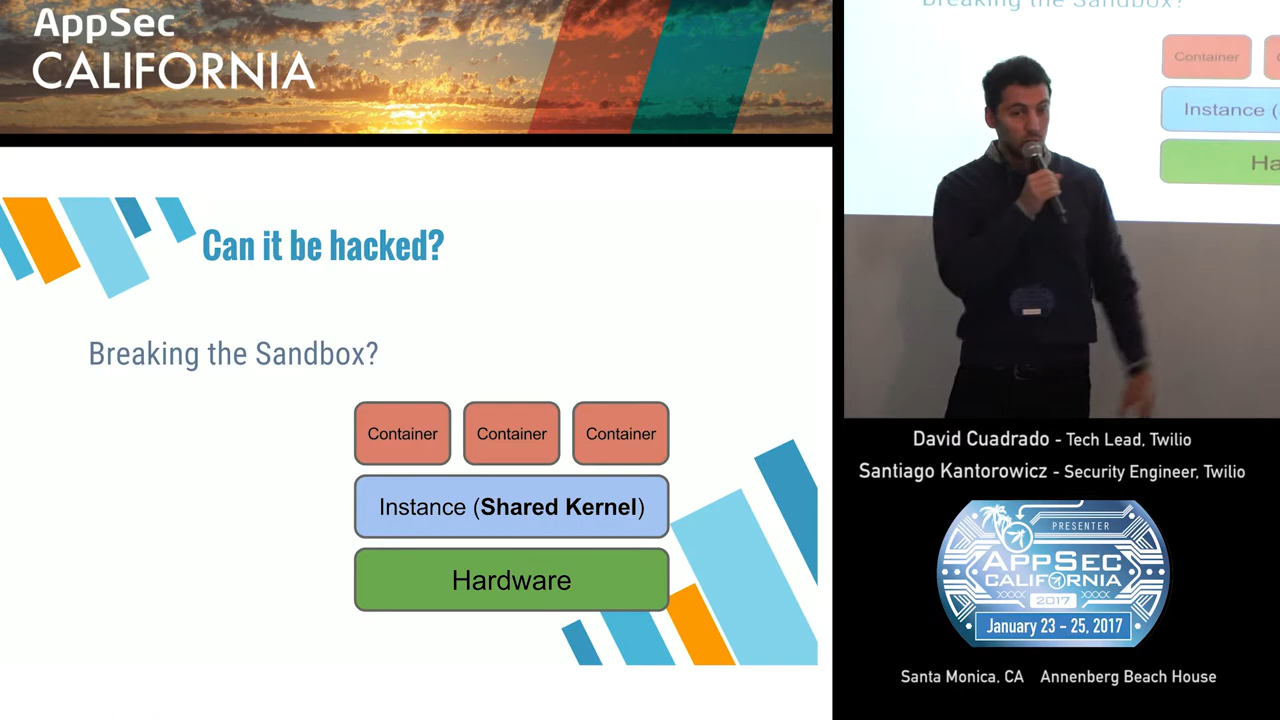 AppSec
CALIFORNIA
Can it be hacked?
Breaking the Sandbox?
Container Container Container
Instance (Shared Kernel)
Hardware
Breaking the Sandbox?
Container
Instance (
Ha
David Cuadrado - Tech Lead, Twilio
Santiago Kantorowicz - Security Engineer, Twilio
PRESENTER
APPSEC
CALIFORNIA
2017
January 23 - 25, 2017
Santa Monica, CA Annenberg Beach House